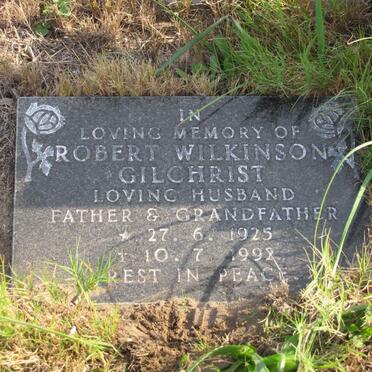 IN
LOVING MEMORY OF
ROBERT WILKINSON
GILCHRIST
LOVING HUSBAND
FATHER & GRANDFATHER
* 27. 6. 1925
* 10. 7. 1992
REST IN PEACE